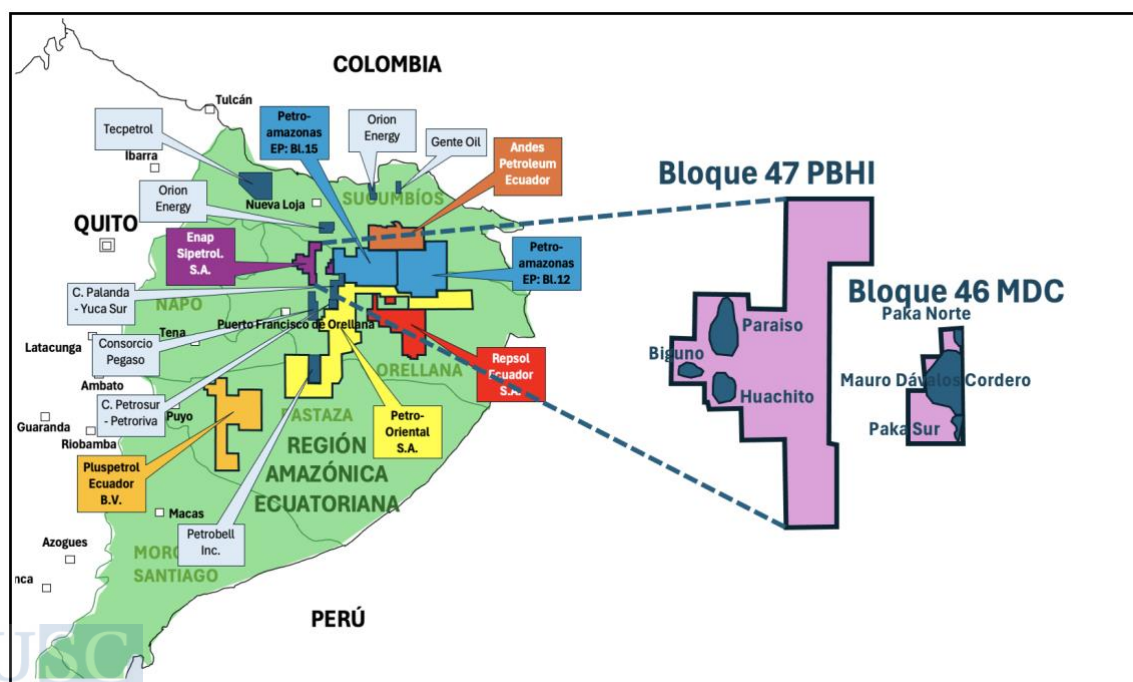 COLOMBIA
Tulcán
Tecpetrol
Ibarra
Petro-
amazonas
EP: Bl.15
Orion
Energy
Gente Oil
Andes
Petroleum
Ecuador
Orion
Energy
Nueva Loja
SUCUMBÍOS
QUITO
Enap
Sipetrol.
S.A.
Petro-
amazonas
EP: Bl.12
C. Palanda
- Yuca Sur
NAPO
Tena
Puerto Francisco de Orellana
Latacunga
Consorcio
Pegaso
Ambato
ORELLANA
Repsol
Ecuador
S.A.
C. Petrosur
- Petroriva
Puyo
PASTAZA
Guaranda
Riobamba
Petro-
Oriental
S.A.
REGIÓN
AMAZÓNICA
ECUATORIANA
Pluspetrol
Ecuador
B.V.
Macas
Petrobell
Inc.
Azogues
MORO
SANTIAGO
nca
PERÚ
Bloque 47 PBHI
Paraiso
Biguno
Huachito
Bloque 46 MDC
Paka Norte
Mauro Dávalos Cordero
Paka Sur
USC